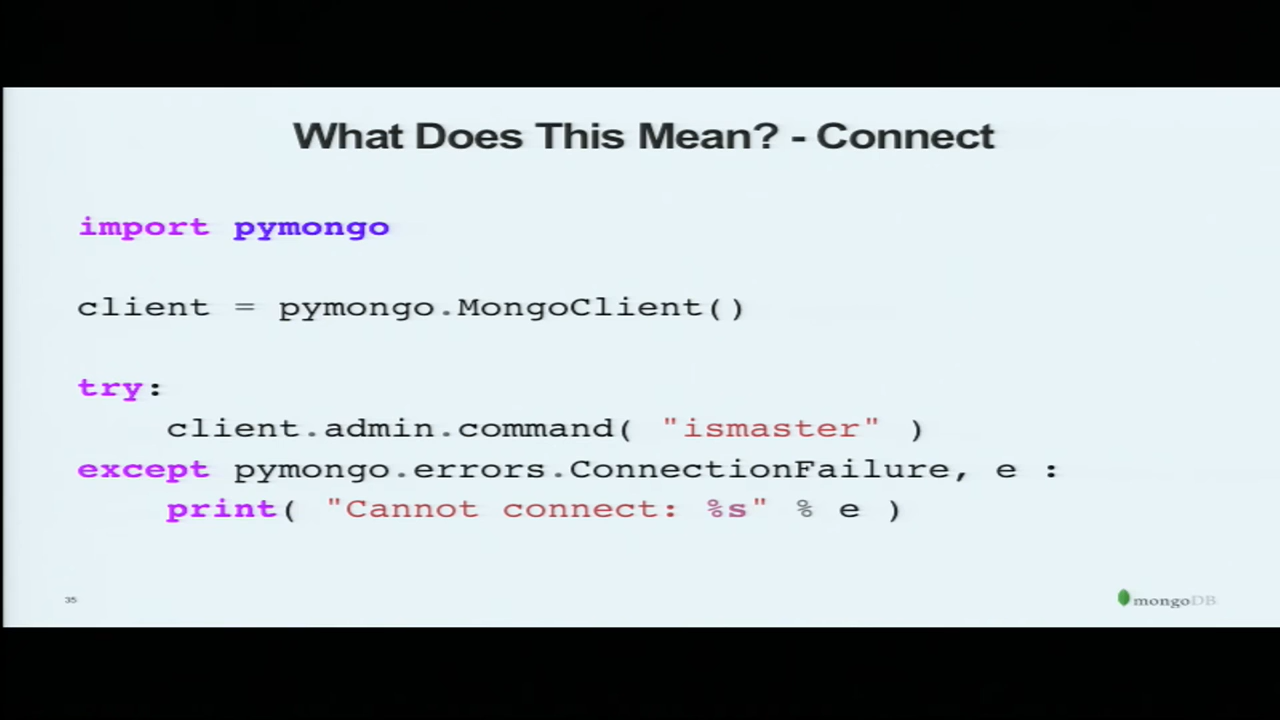 What Does This Mean? - Connect
import pymongo
client = pymongo.MongoClient()
try:
client.admin.command( "ismaster" )
except pymongo.errors.ConnectionFailure, e :
print( "Cannot connect: %s" % e )
35
mongoDB